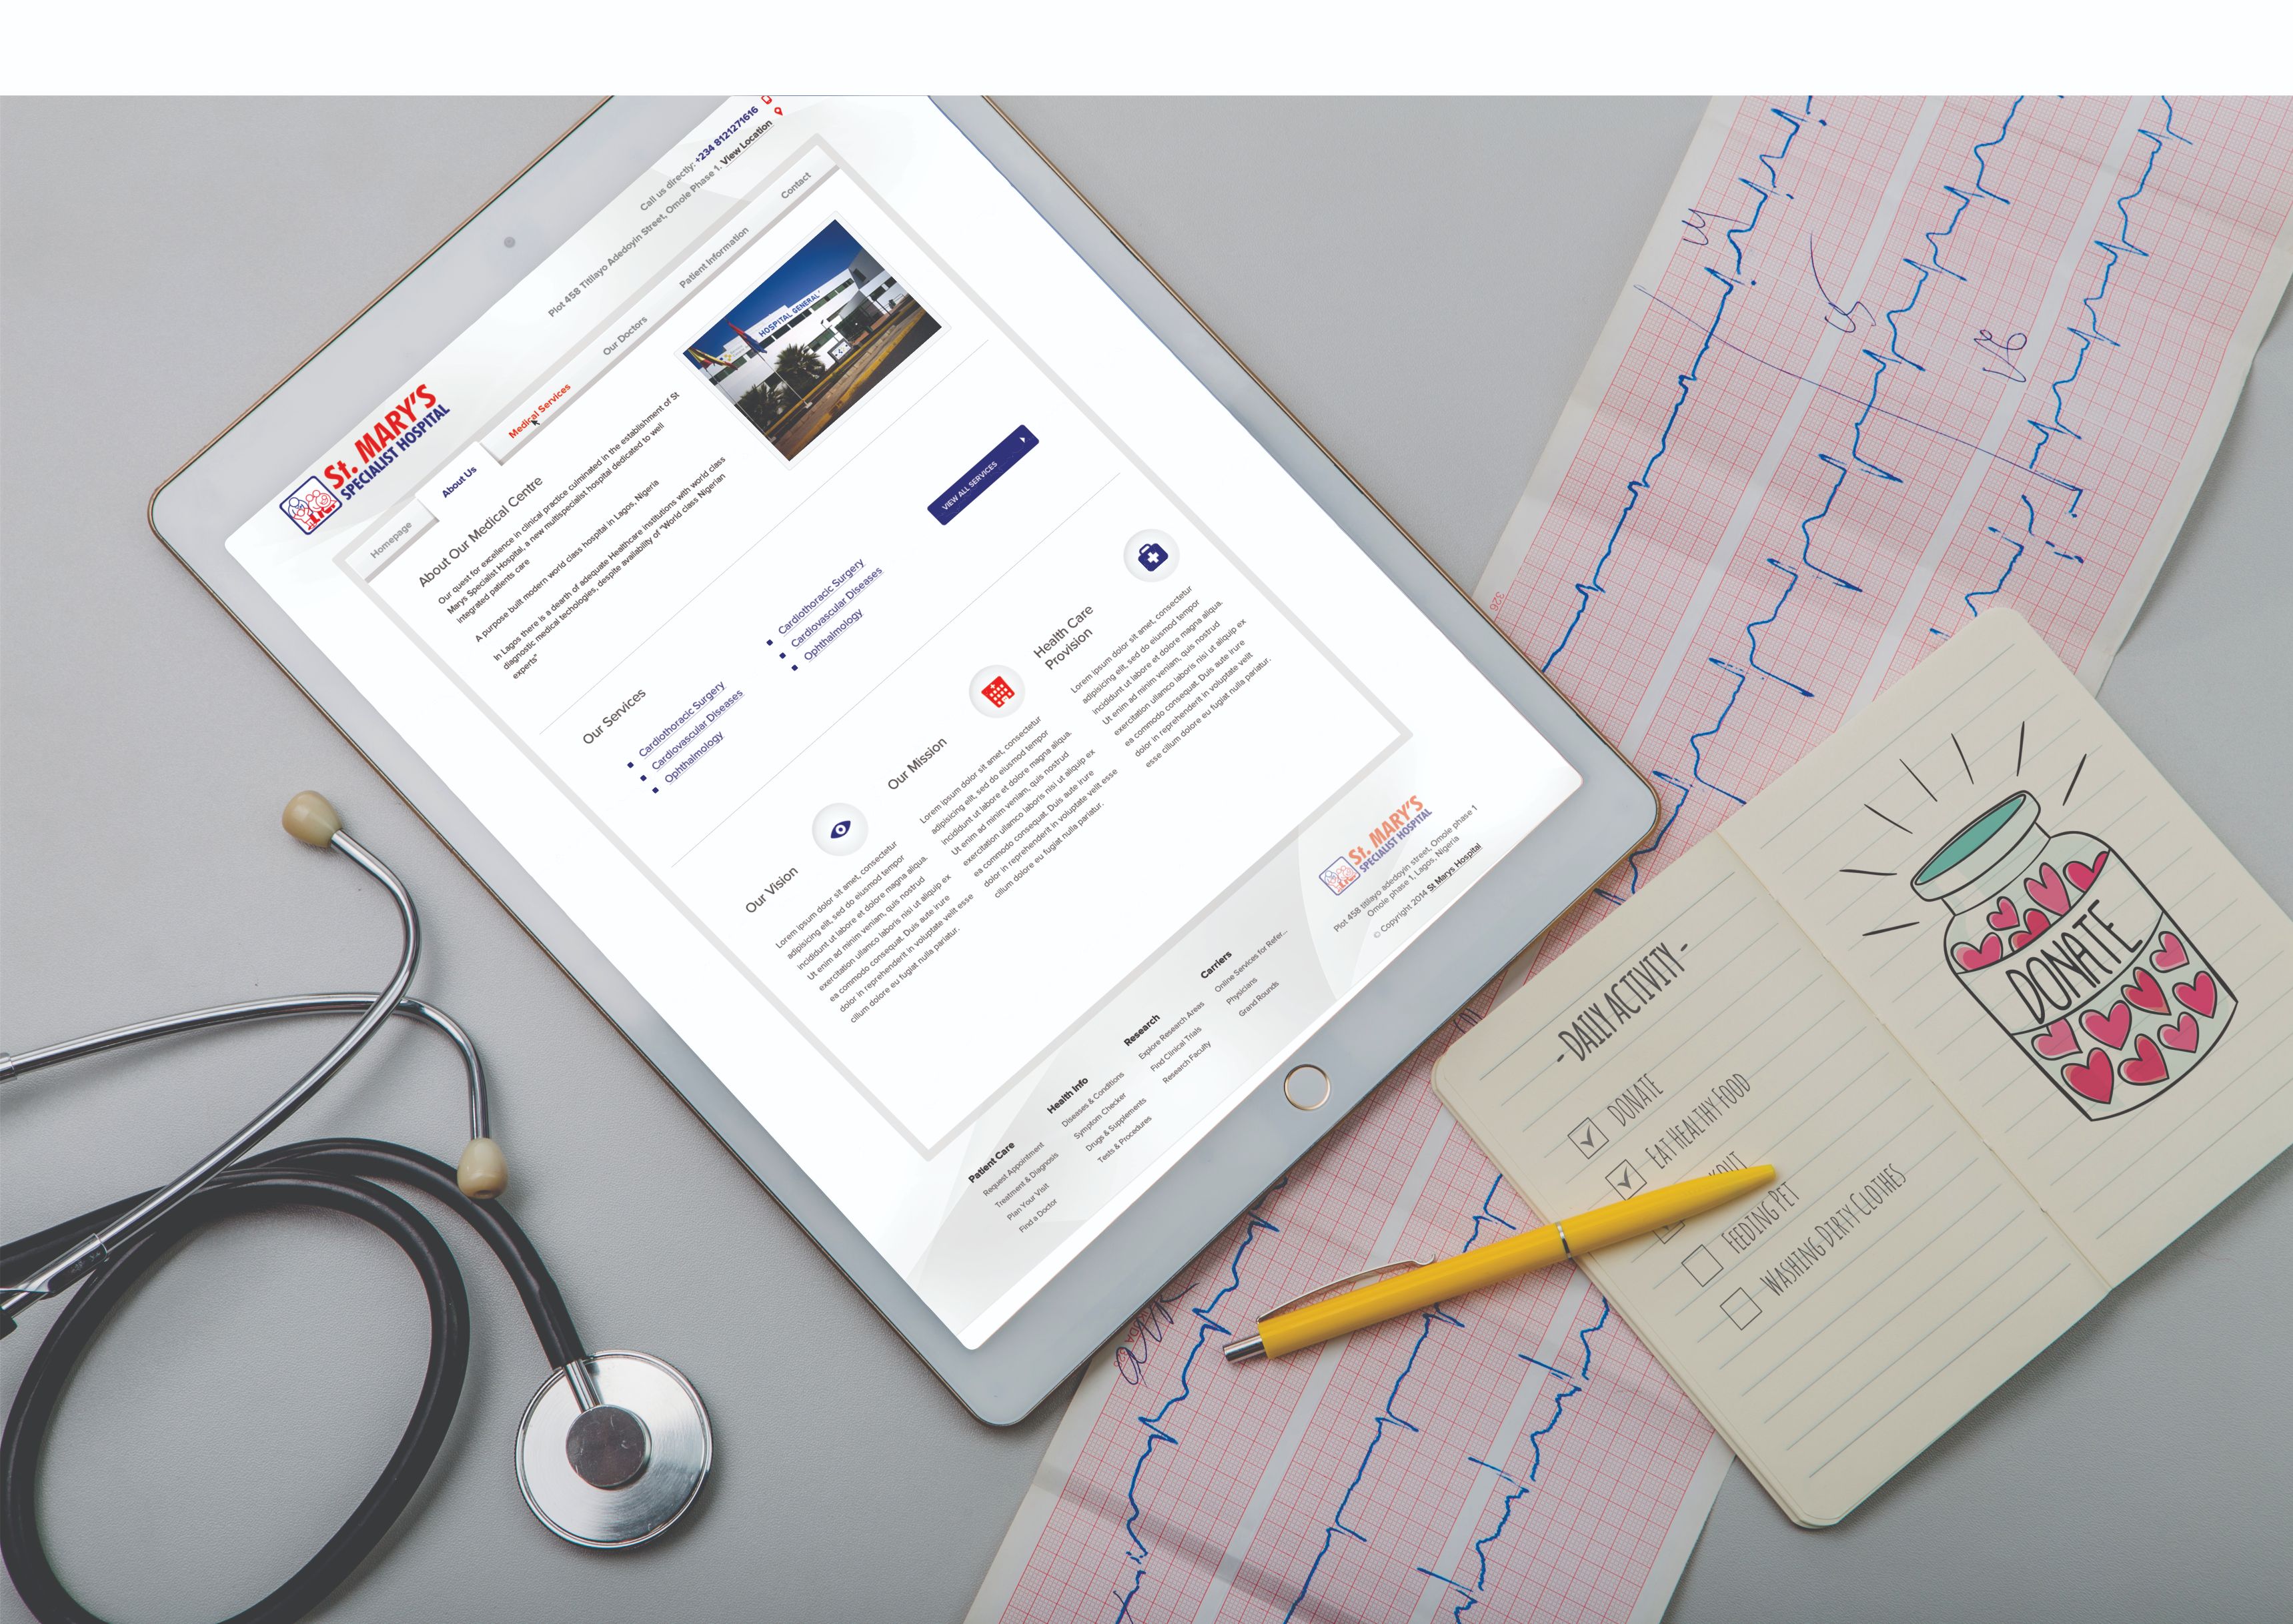 Call us directly: +234 8121271616
Plot 458 Titilayo Adedoyin Street, Omole Phase 1. View Location
St. MARY'S
SPECIALIST HOSPITAL
Homepage
About Us
Medical Services
Our Doctors
Patient Information
Contact
About Our Medical Centre
Our quest for excellence in clinical practice culminated in the establishment of St
Marys Specialist Hospital, a new multispecialist hospital dedicated to well
integrated patients care
A purpose built modern world class hospital in Lagos, Nigeria
In Lagos there is a dearth of adequate Healthcare institutions with world class
diagnostic medical technologies, despite availability of "World class Nigerian
experts"
HOSPITAL GENERAL
Our Services
Cardiothoracic Surgery
Cardiovascular Diseases
Ophthalmology
Cardiothoracic Surgery
Cardiovascular Diseases
Ophthalmology
VIEW ALL SERVICES
Our Vision
Lorem ipsum dolor sit amet, consectetur
adipisicing elit, sed do eiusmod tempor
incididunt ut labore et dolore magna aliqua.
Ut enim ad minim veniam, quis nostrud
exercitation ullamco laboris nisi ut aliquip ex
ea commodo consequat. Duis aute irure
dolor in reprehenderit in voluptate velit esse
cillum dolore eu fugiat nulla pariatur.
Our Mission
Lorem ipsum dolor sit amet, consectetur
adipisicing elit, sed do eiusmod tempor
incididunt ut labore et dolore magna aliqua.
Ut enim ad minim veniam, quis nostrud
exercitation ullamco laboris nisi ut aliquip ex
ea commodo consequat. Duis aute irure
dolor in reprehenderit in voluptate velit esse
cillum dolore eu fugiat nulla pariatur.
Health Care
Provision
Lorem ipsum dolor sit amet, consectetur
adipisicing elit, sed do eiusmod tempor
incididunt ut labore et dolore magna aliqua.
Ut enim ad minim veniam, quis nostrud
exercitation ullamco laboris nisi ut aliquip ex
ea commodo consequat. Duis aute irure
dolor in reprehenderit in voluptate velit
esse cillum dolore eu fugiat nulla pariatur.
Patient Care
Request Appointment
Treatment & Diagnosis
Plan Your Visit
Find a Doctor
Health Info
Diseases & Conditions
Symptom Checker
Drugs & Supplements
Tests & Procedures
Research
Explore Research Areas
Find Clinical Trials
Research Faculty
Carriers
Online Services for Refer...
Physicians
Grand Rounds
St. MARY'S
SPECIALIST HOSPITAL
Plot 458 titilayo adedoyin street, Omole phase 1
Omole phase 1, Lagos, Nigeria
© Copyright 2014 St Marys Hospital
326
- DAILY ACTIVITY -
DONATE
EAT HEALTHY FOOD
KOUT
FEEDING PET
WASHING DIRTY CLOTHES
DONATE